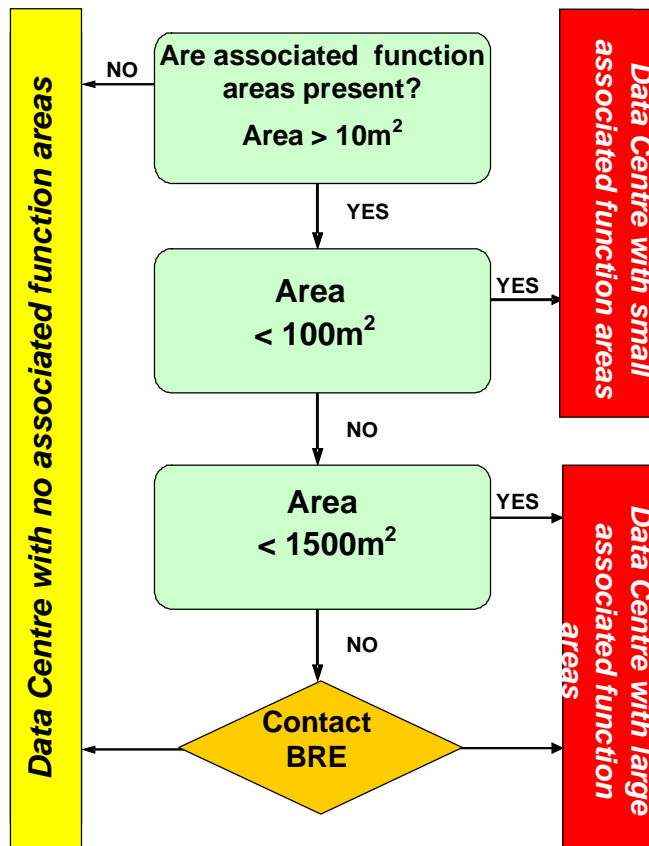 Are associated function
areas present?
Area > 10m²
NO
YES
Area
< 100m²
YES
NO
Area
< 1500m²
YES
NO
Contact
BRE
Data Centre with no associated function areas
Data Centre with small
associated function areas
Data Centre with large
associated function
areas